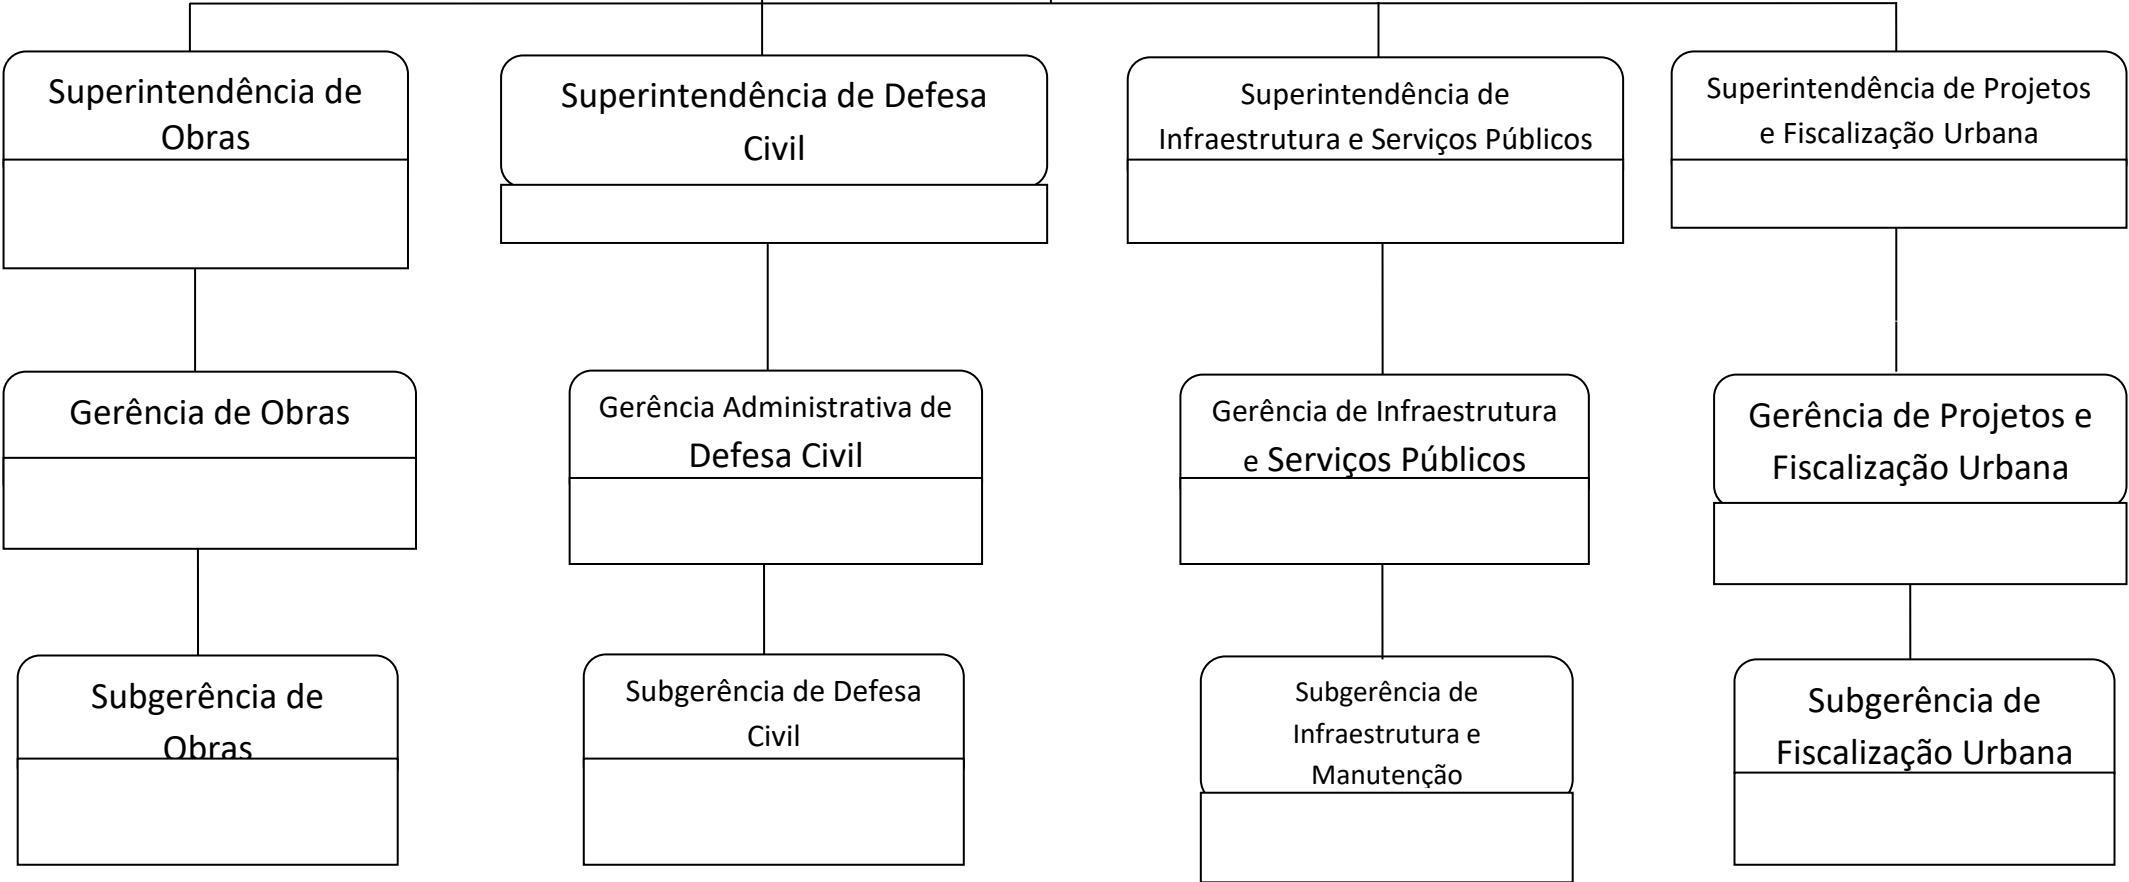 Superintendência de
Obras
Superintendência de Defesa
Civil
Superintendência de
Infraestrutura e Serviços Públicos
Superintendência de Projetos
e Fiscalização Urbana
Gerência de Obras
Gerência Administrativa de
Defesa Civil
Gerência de Infraestrutura
e Serviços Públicos
Gerência de Projetos e
Fiscalização Urbana
Subgerência de
Obras
Subgerência de Defesa
Civil
Subgerência de
Infraestrutura e
Manutenção
Subgerência de
Fiscalização Urbana